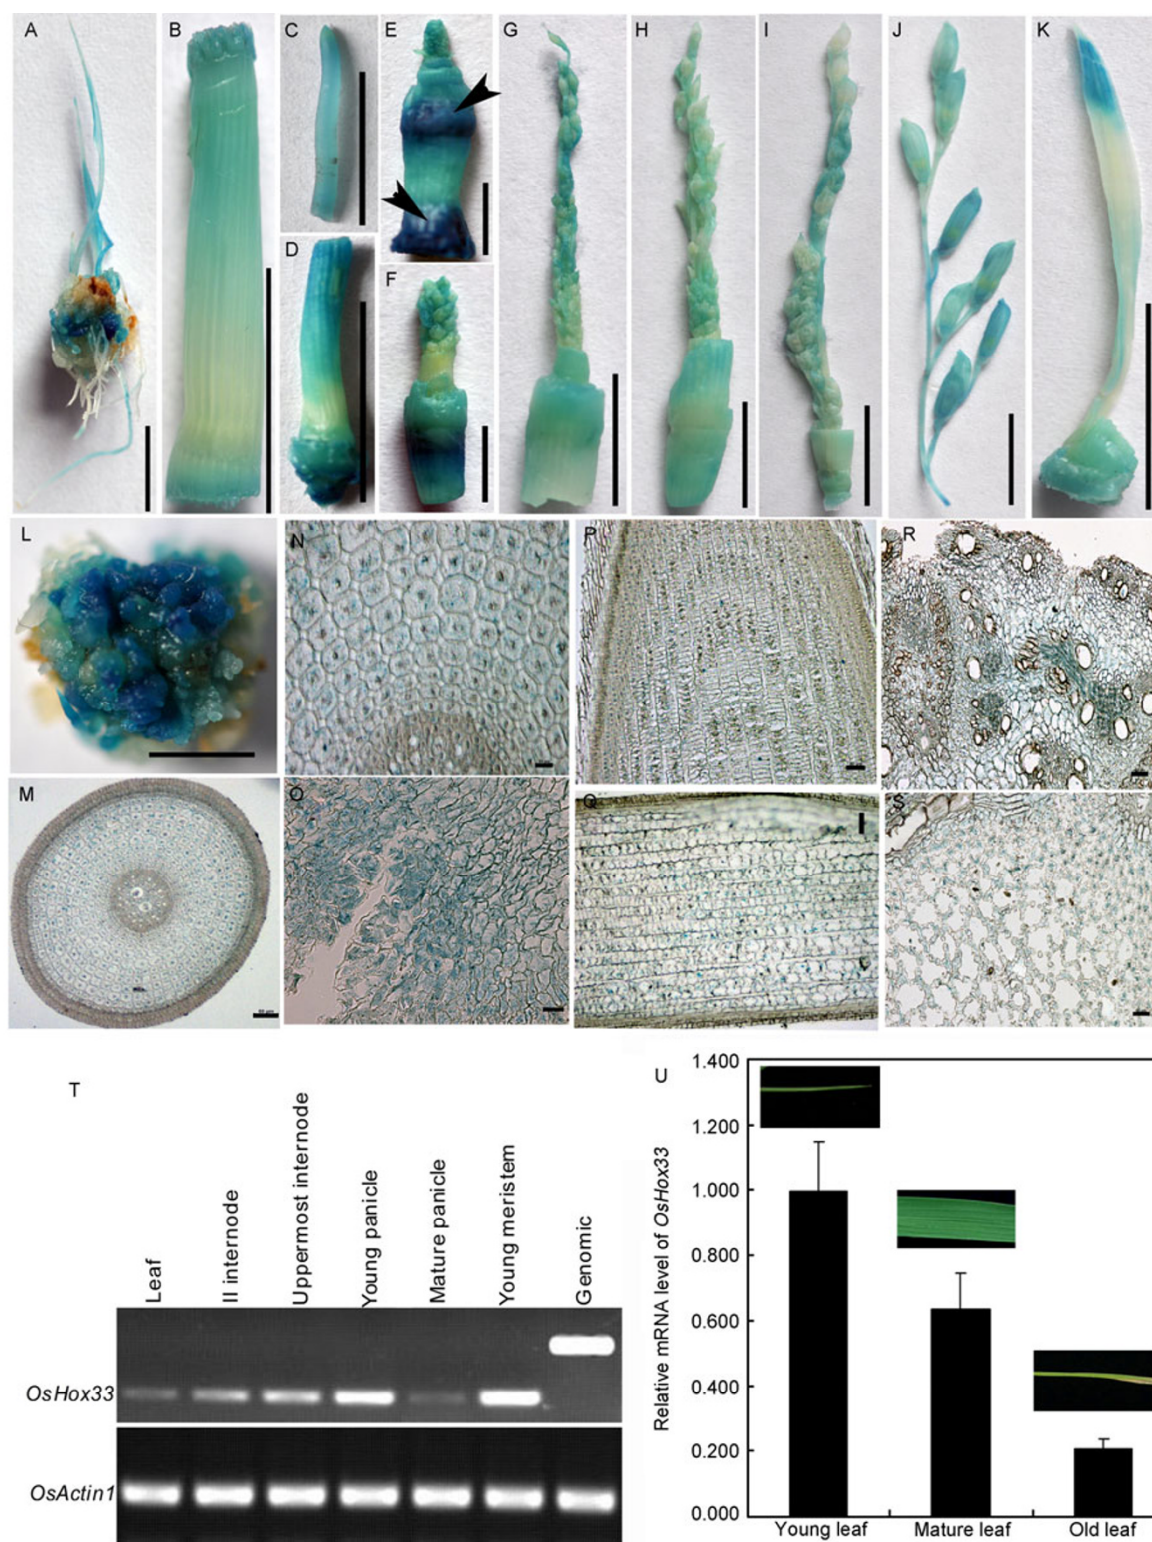 A
B
C
D
E
F
G
H
I
J
K
L
M
N
O
P
Q
R
S
T
Leaf
II internode
Uppermost internode
Young panicle
Mature panicle
Young meristem
Genomic
OsHox33
OsActin1
U
Relative mRNA level of OsHox33
1.400
1.200
1.000
0.800
0.600
0.400
0.200
0.000
Young leaf
Mature leaf
Old leaf